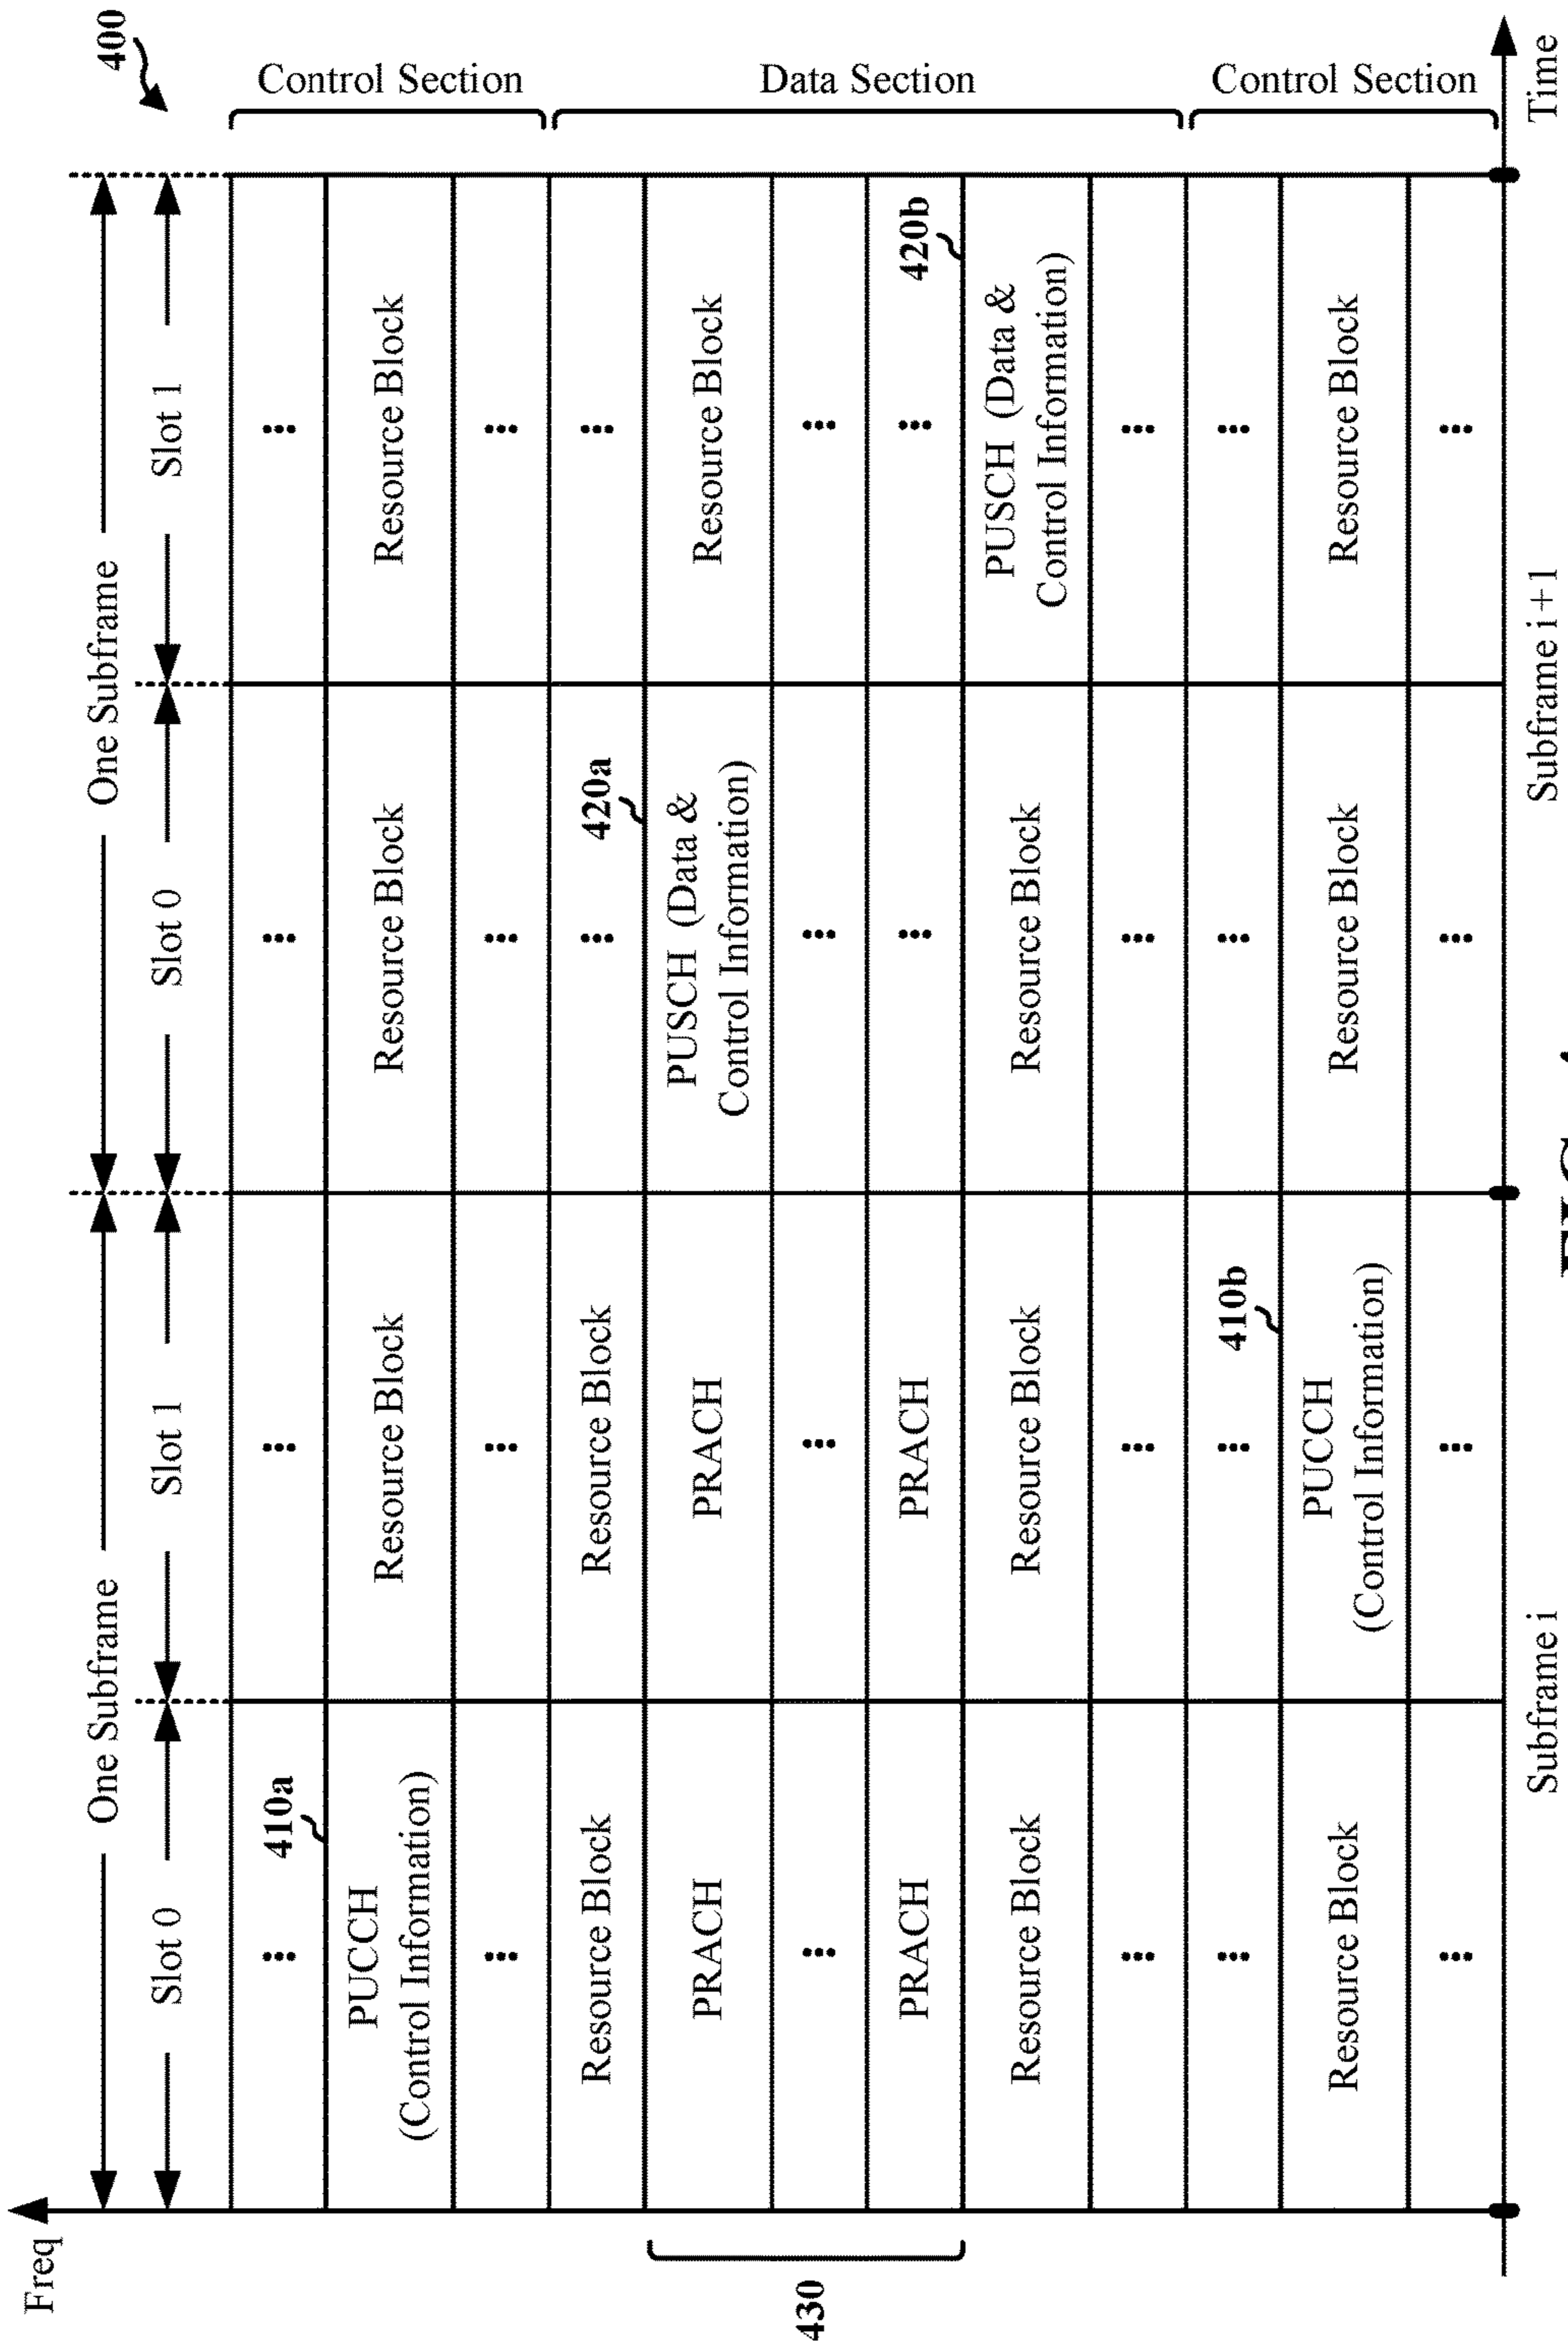 400
One Subframe
One Subframe
Slot 0
Slot 1
Slot 0
Slot 1
Freq
410a
PUCCH
(Control Information)
Resource Block
Resource Block
Resource Block
Control Section
Resource Block
Resource Block
420a
PRACH
PRACH
PUSCH (Data &
Control Information)
Resource Block
430
Data Section
PRACH
PRACH
420b
Resource Block
Resource Block
Resource Block
PUSCH (Data &
Control Information)
410b
Resource Block
PUCCH
(Control Information)
Resource Block
Resource Block
Control Section
Subframe i
Subframe i+1
Time